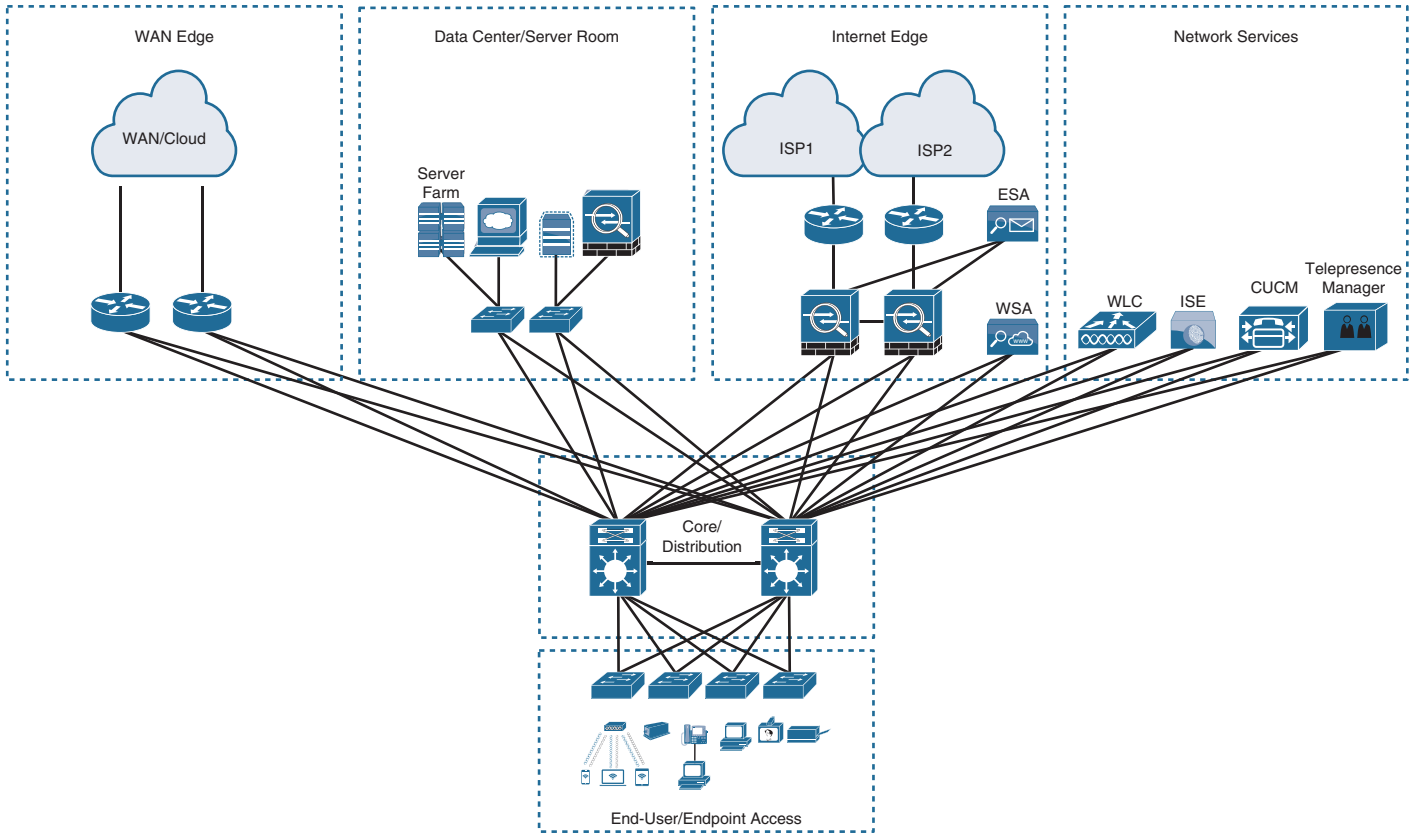 WAN Edge
Data Center/Server Room
Internet Edge
Network Services
WAN/Cloud
ISP1
ISP2
Server
Farm
ESA
WSA
WLC
ISE
CUCM
Telepresence
Manager
www
Core/
Distribution
End-User/Endpoint Access